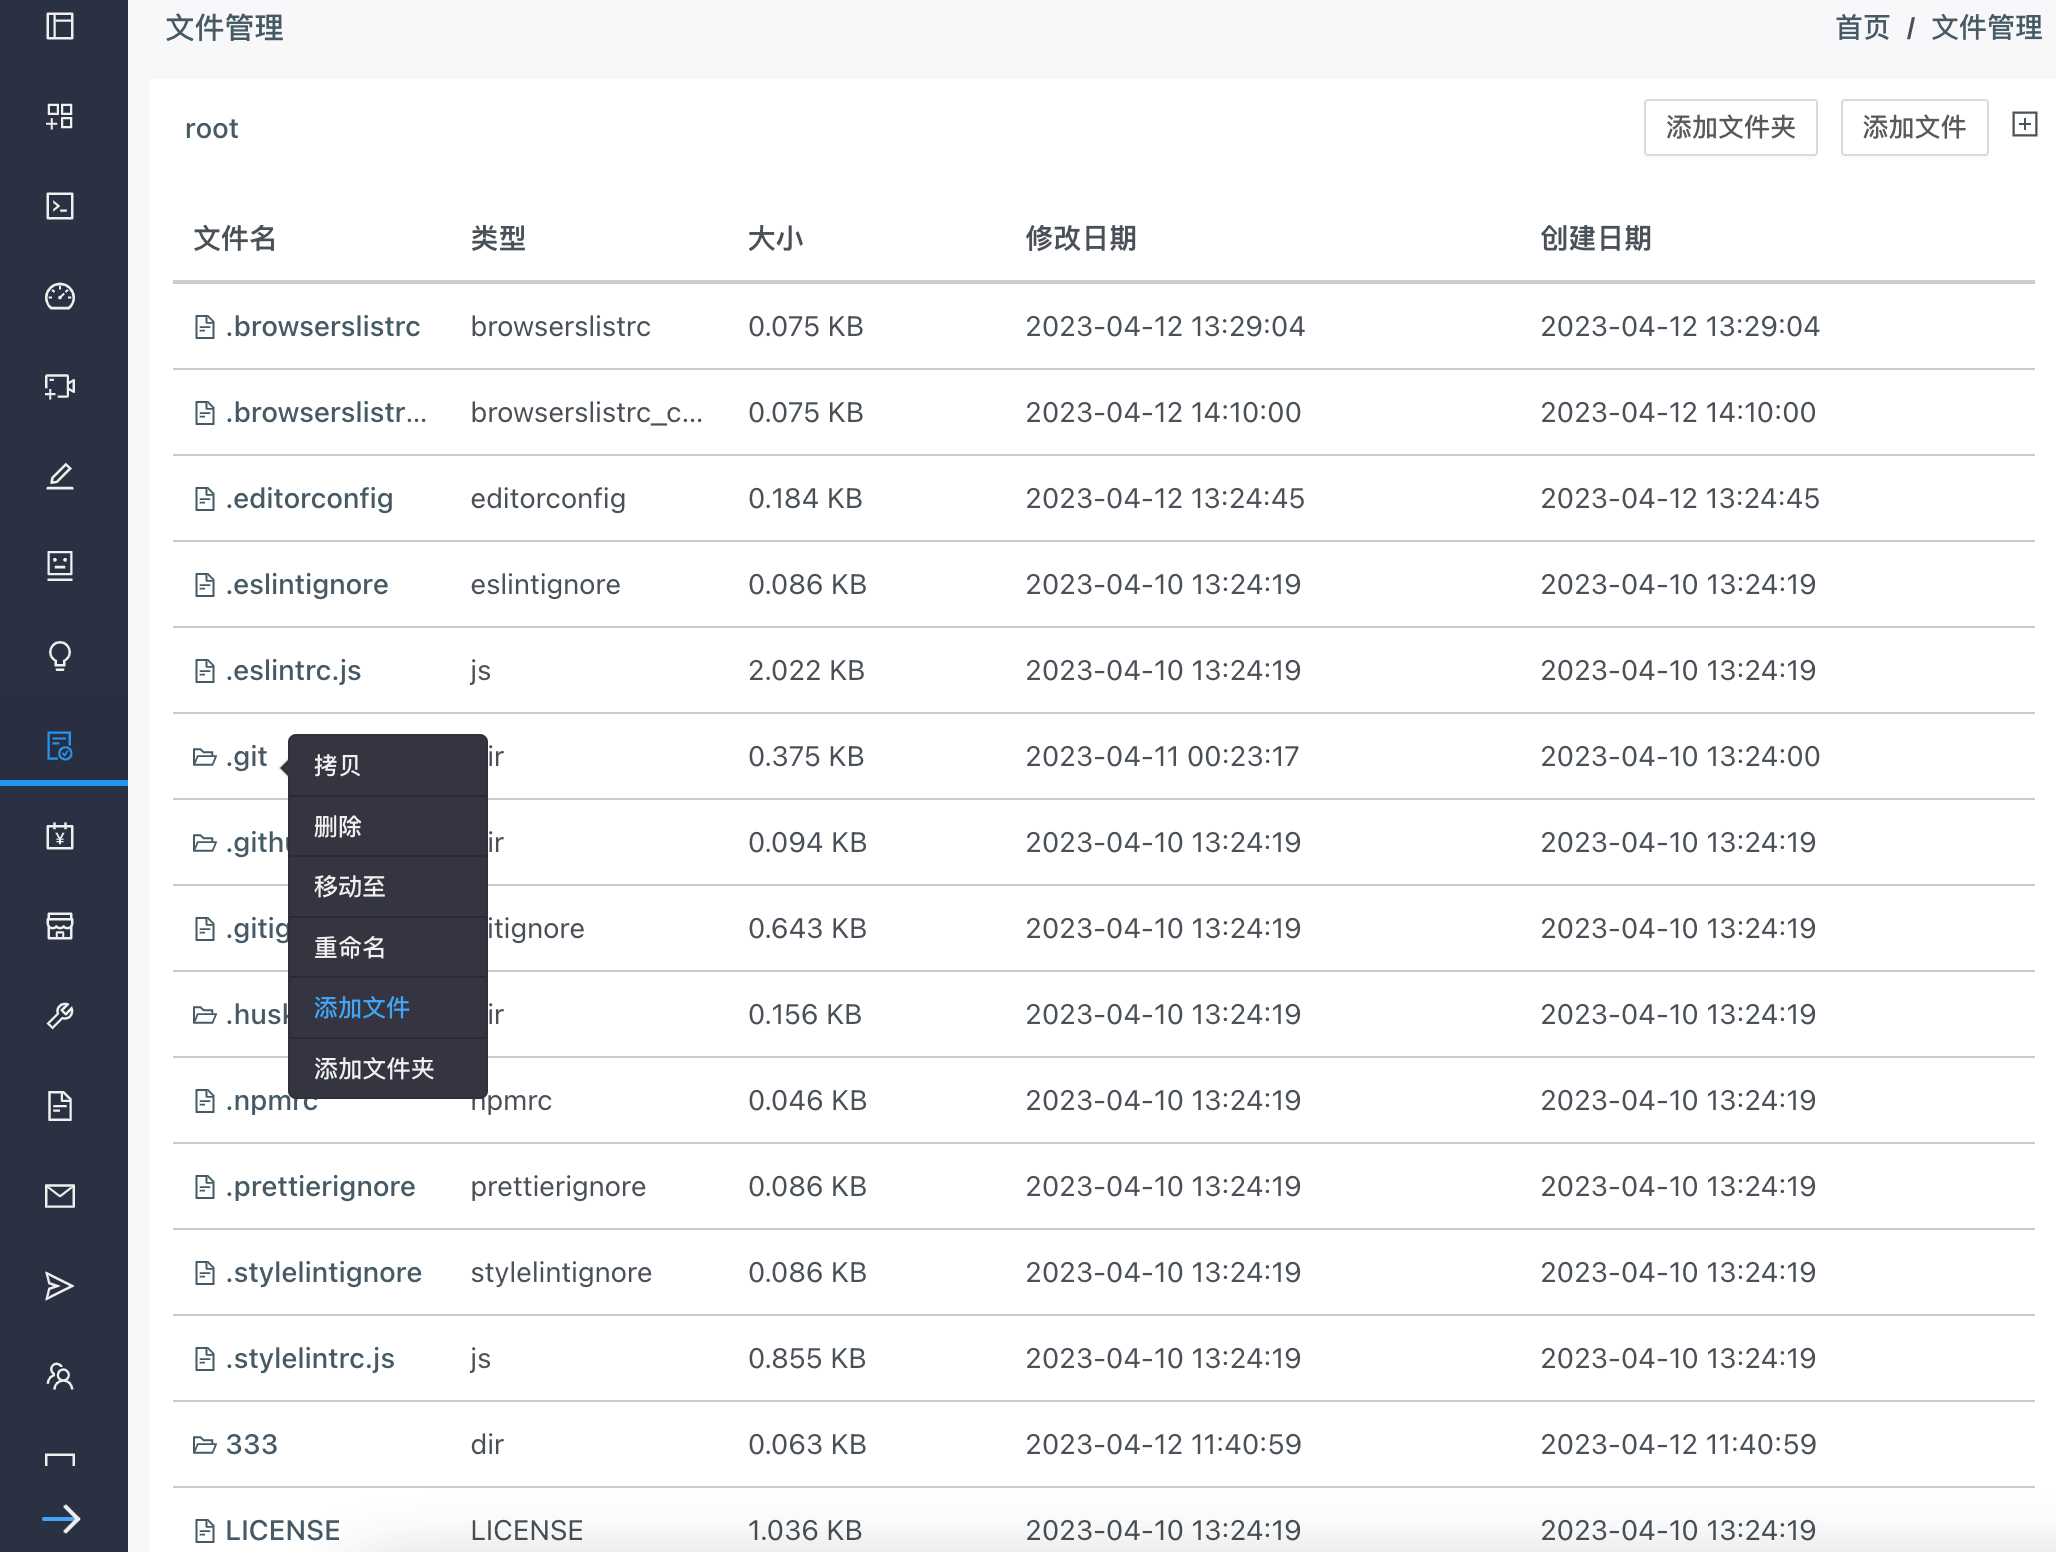 文件管理
首页 / 文件管理
root
添加文件夹 添加文件
文件名 类型 大小 修改日期 创建日期
.browserslistrc browserslistrc 0.075 KB 2023-04-12 13:29:04 2023-04-12 13:29:04
.browserslistr... browserslistrc_c... 0.075 KB 2023-04-12 14:10:00 2023-04-12 14:10:00
.editorconfig editorconfig 0.184 KB 2023-04-12 13:24:45 2023-04-12 13:24:45
.eslintignore eslintignore 0.086 KB 2023-04-10 13:24:19 2023-04-10 13:24:19
.eslintrc.js js 2.022 KB 2023-04-10 13:24:19 2023-04-10 13:24:19
.git ir 0.375 KB 2023-04-11 00:23:17 2023-04-10 13:24:00
.githu ir 0.094 KB 2023-04-10 13:24:19 2023-04-10 13:24:19
.gitig itignore 0.643 KB 2023-04-10 13:24:19 2023-04-10 13:24:19
.husk ir 0.156 KB 2023-04-10 13:24:19 2023-04-10 13:24:19
.npmrc npmrc 0.046 KB 2023-04-10 13:24:19 2023-04-10 13:24:19
.prettierignore prettierignore 0.086 KB 2023-04-10 13:24:19 2023-04-10 13:24:19
.stylelintignore stylelintignore 0.086 KB 2023-04-10 13:24:19 2023-04-10 13:24:19
.stylelintrc.js js 0.855 KB 2023-04-10 13:24:19 2023-04-10 13:24:19
333 dir 0.063 KB 2023-04-12 11:40:59 2023-04-12 11:40:59
LICENSE LICENSE 1.036 KB 2023-04-10 13:24:19 2023-04-10 13:24:19
拷贝
删除
移动至
重命名
添加文件
添加文件夹